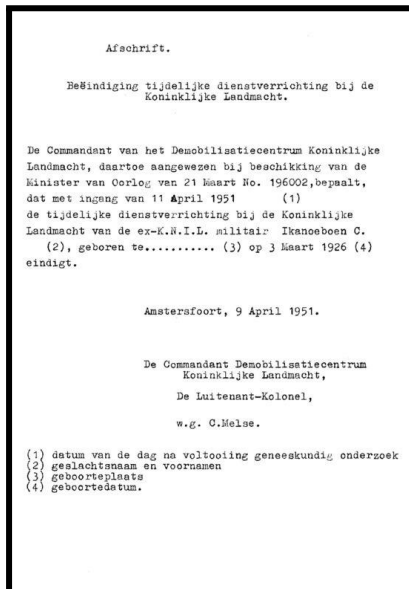 Afschrift.
Beëindiging tijdelijke dienstverrichting bij de
Koninklijke Landmacht.
De Commandant van het Demobilisatiecentrum Koninklijke
Landmacht, daartoe aangewezen bij beschikking van de
Minister van Oorlog van 21 Maart No. 196002,bepaalt,
dat met ingang van 11 April 1951 (1)
de tijdelijke dienstverrichting bij de Koninklijke
Landmacht van de ex-K.N.I.L. militair Ikanoeboen C.
(2), geboren te........... (3) op 3 Maart 1926 (4)
eindigt.
Amstersfoort, 9 April 1951.
De Commandant Demobilisatiecentrum
Koninklijke Landmacht,
De Luitenant-Kolonel,
w.g. C.Melse.
(1) datum van de dag na voltooiing geneeskundig onderzoek
(2) geslachtsnaam en voornamen
(3) geboorteplaats
(4) geboortedatum.